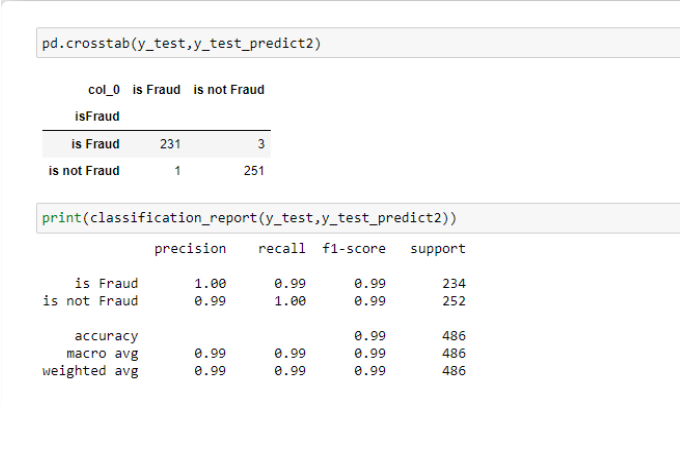 pd.crosstab(y_test,y_test_predict2)
col_0 is Fraud is not Fraud
isFraud
is Fraud 231 3
is not Fraud 1 251
print(classification_report(y_test,y_test_predict2))
precision recall f1-score support
is Fraud 1.00 0.99 0.99 234
is not Fraud 0.99 1.00 0.99 252
accuracy 0.99 486
macro avg 0.99 0.99 0.99 486
weighted avg 0.99 0.99 0.99 486